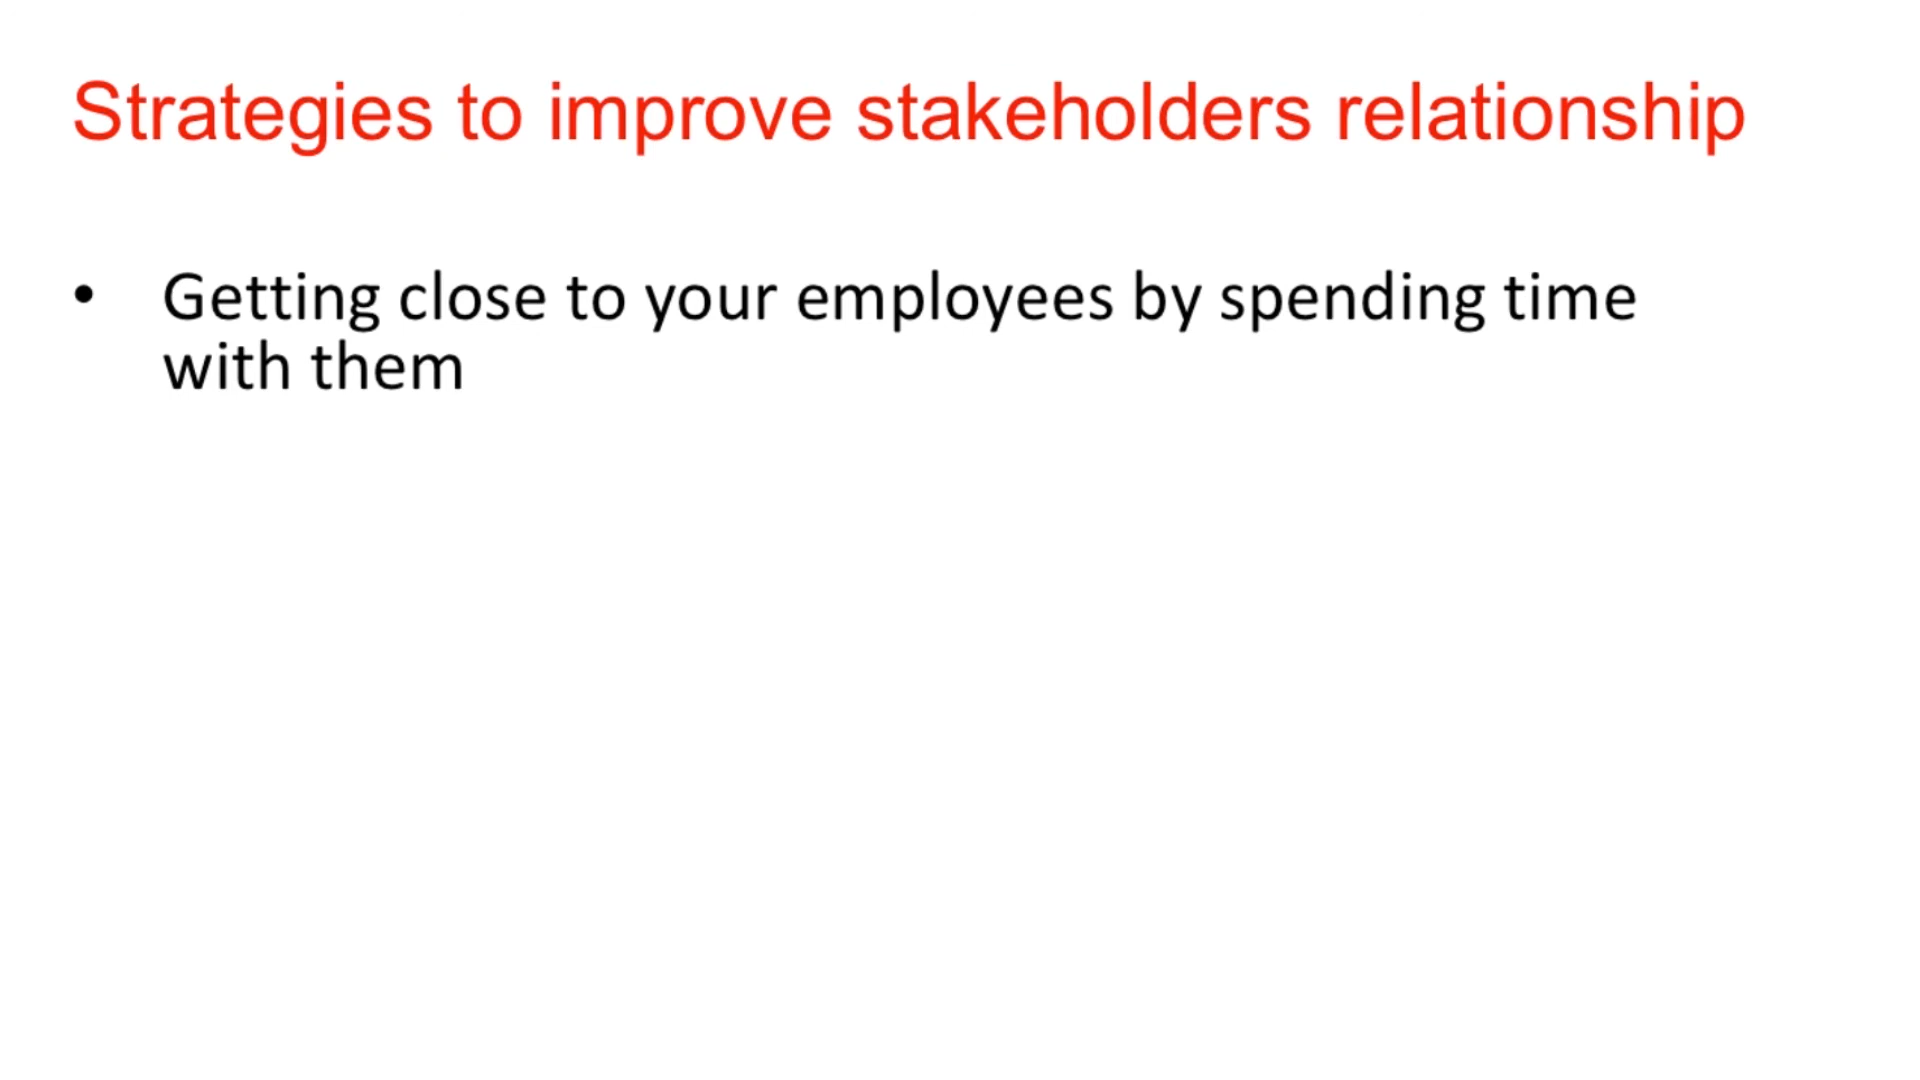 Strategies to improve stakeholders relationship
• Getting close to your employees by spending time
with them